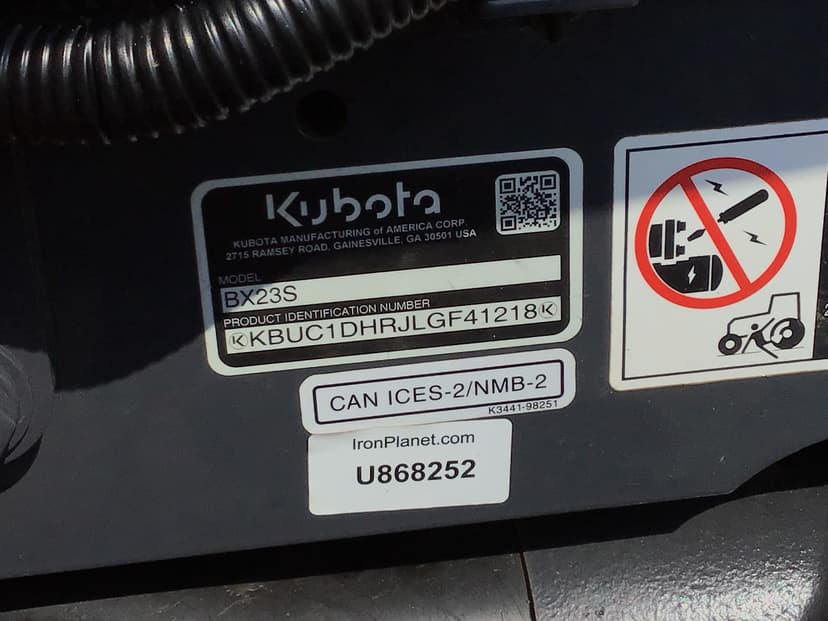 Kubota
KUBOTA MANUFACTURING of AMERICA CORP.
2715 RAMSEY ROAD, GAINESVILLE, GA 30501 USA
MODEL
BX23S
PRODUCT IDENTIFICATION NUMBER
KBUC1DHRJLGF41218
CAN ICES-2/NMB-2
K3441-98251
IronPlanet.com
U868252